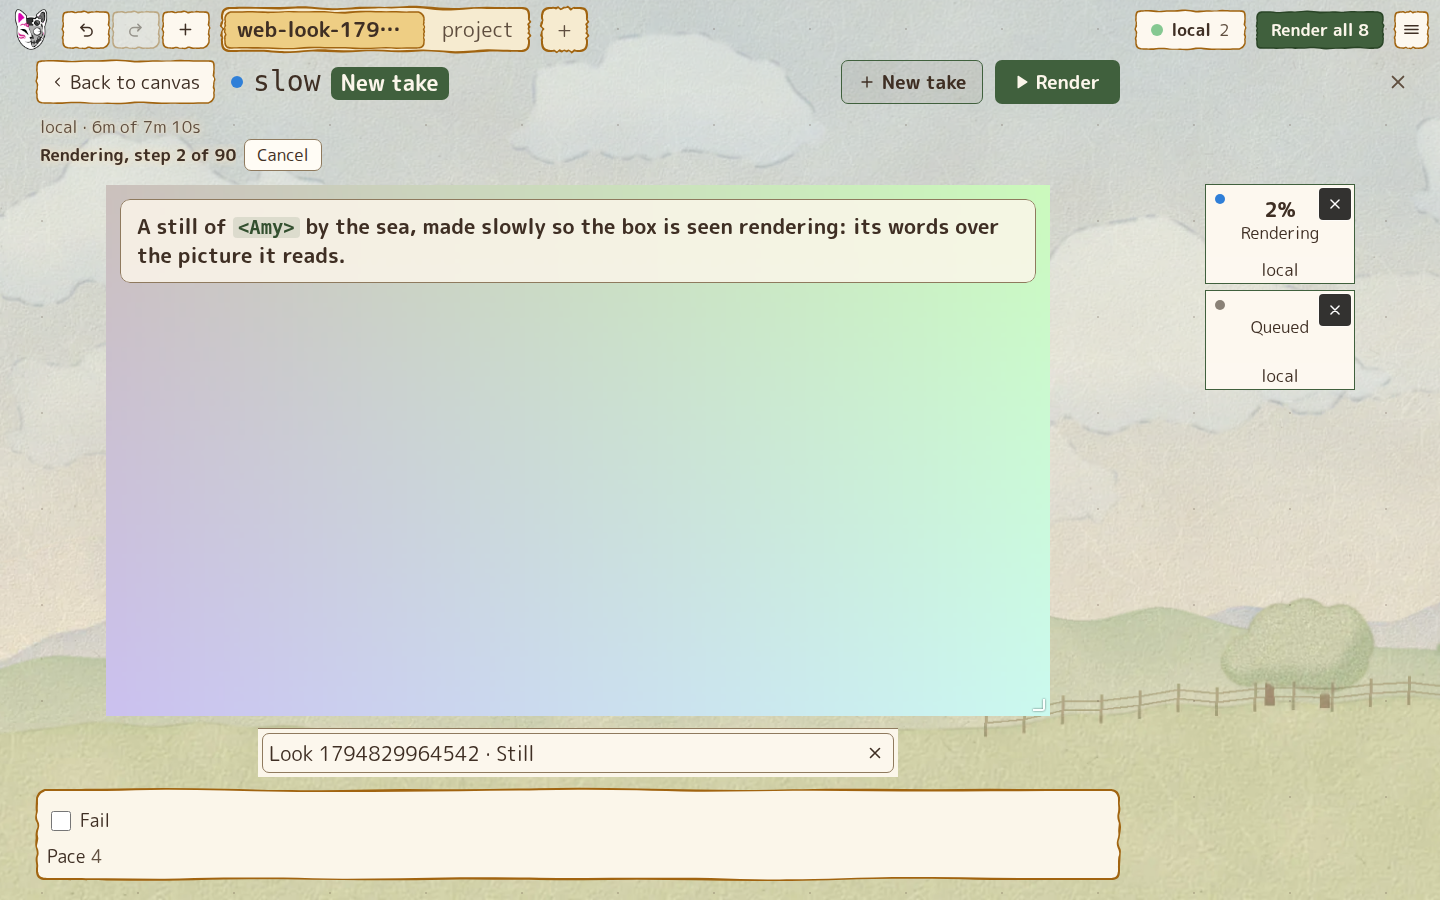 web-look-179··· project
local 2 Render all 8
Back to canvas slow New take
New take Render
local · 6m of 7m 10s
Rendering, step 2 of 90 Cancel
A still of <Amy> by the sea, made slowly so the box is seen rendering: its words over
the picture it reads.
2%
Rendering
local
Queued
local
Look 1794829964542 · Still
Fail
Pace 4